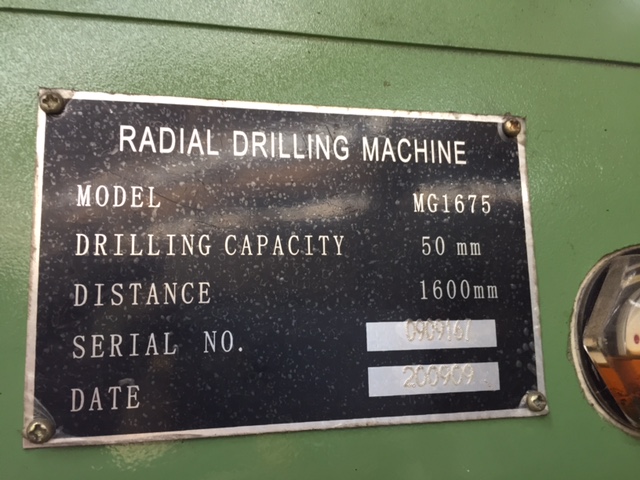 RADIAL DRILLING MACHINE
MODEL MG1675
DRILLING CAPACITY 50 mm
DISTANCE 1600mm
SERIAL NO. 0909167
DATE 200909